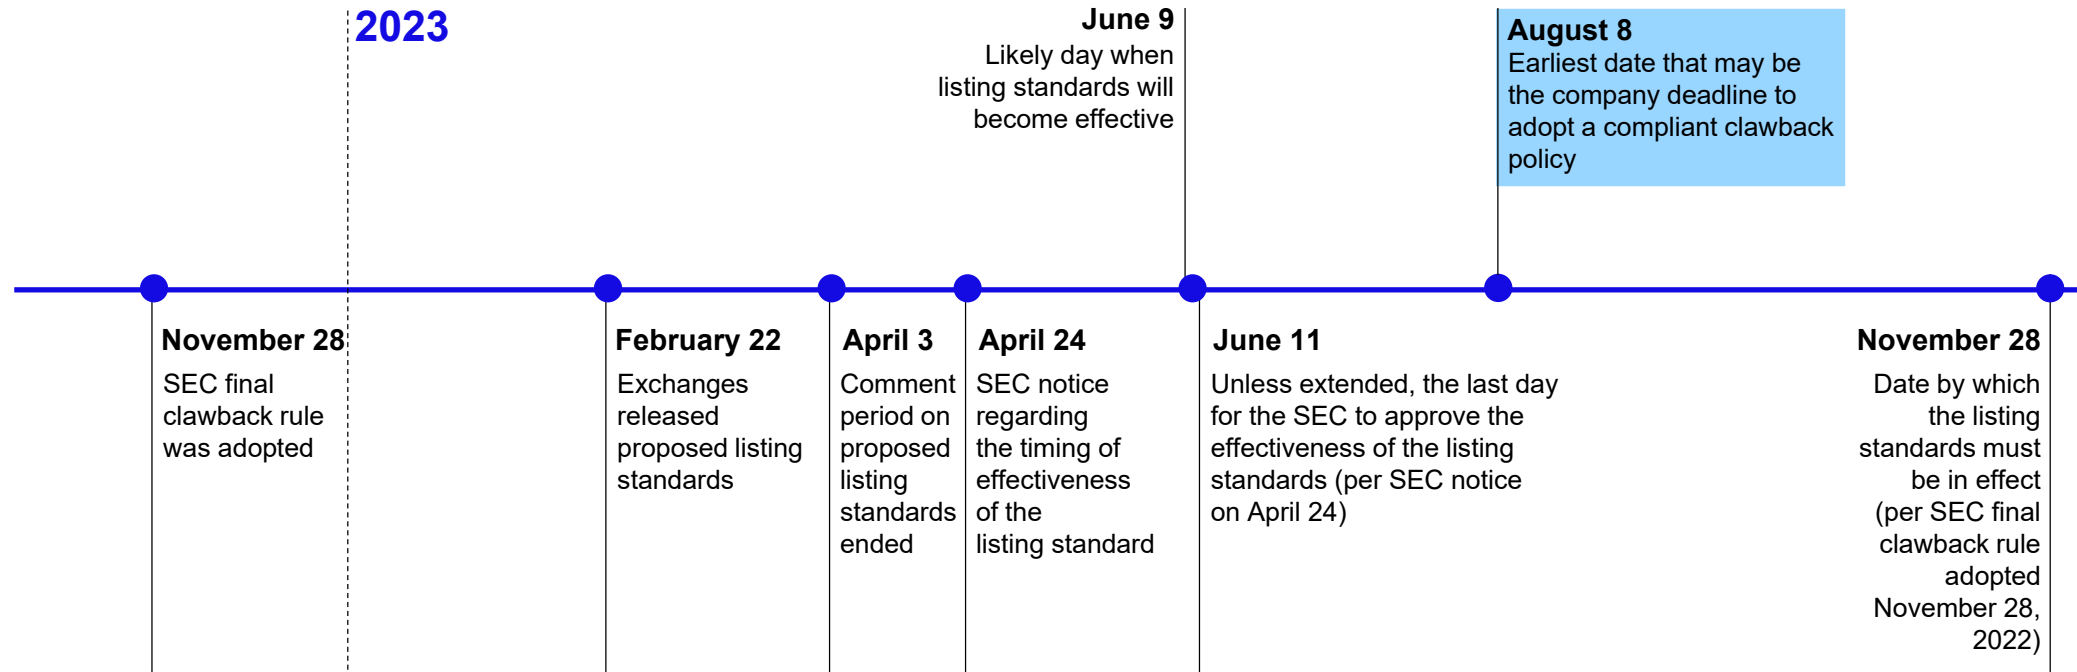 2023
June 9
Likely day when
listing standards will
become effective
August 8
Earliest date that may be
the company deadline to
adopt a compliant clawback
policy
November 28
SEC final
clawback rule
was adopted
February 22
Exchanges
released
proposed listing
standards
April 3
Comment
period on
proposed
listing
standards
ended
April 24
SEC notice
regarding
the timing of
effectiveness
of the
listing standard
June 11
Unless extended, the last day
for the SEC to approve the
effectiveness of the listing
standards (per SEC notice
on April 24)
November 28
Date by which
the listing
standards must
be in effect
(per SEC final
clawback rule
adopted
November 28,
2022)